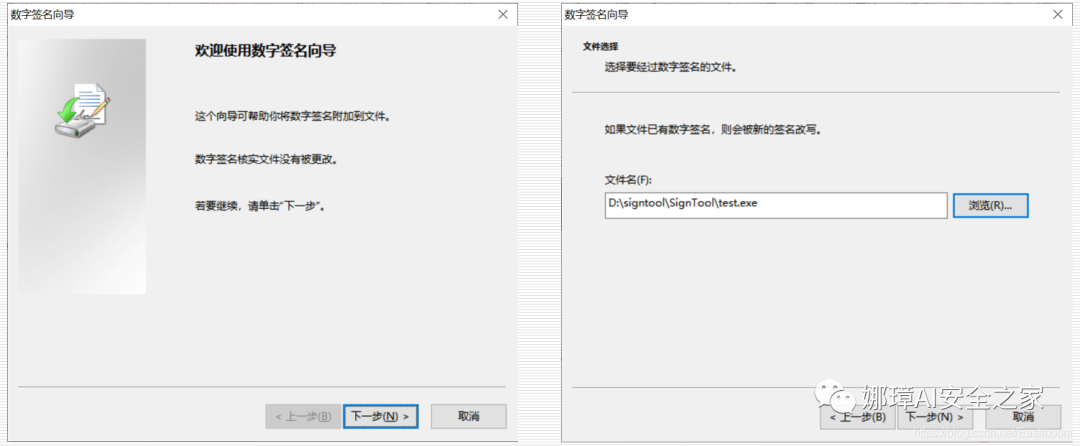 数字签名向导
欢迎使用数字签名向导
这个向导可帮助你将数字签名附加到文件。
数字签名核实文件没有被更改。
若要继续，请单击"下一步"。
< 上一步(B)
下一步(N) >
取消
数字签名向导
文件选择
选择要经过数字签名的文件。
如果文件已有数字签名，则会被新的签名改写。
文件名(F):
D:\signtool\SignTool\test.exe
浏览(R)...
娜璋AI安全之家
< 上一步(B)
下一步(N) >
取消
https://blog.csdn.net/Eastmount